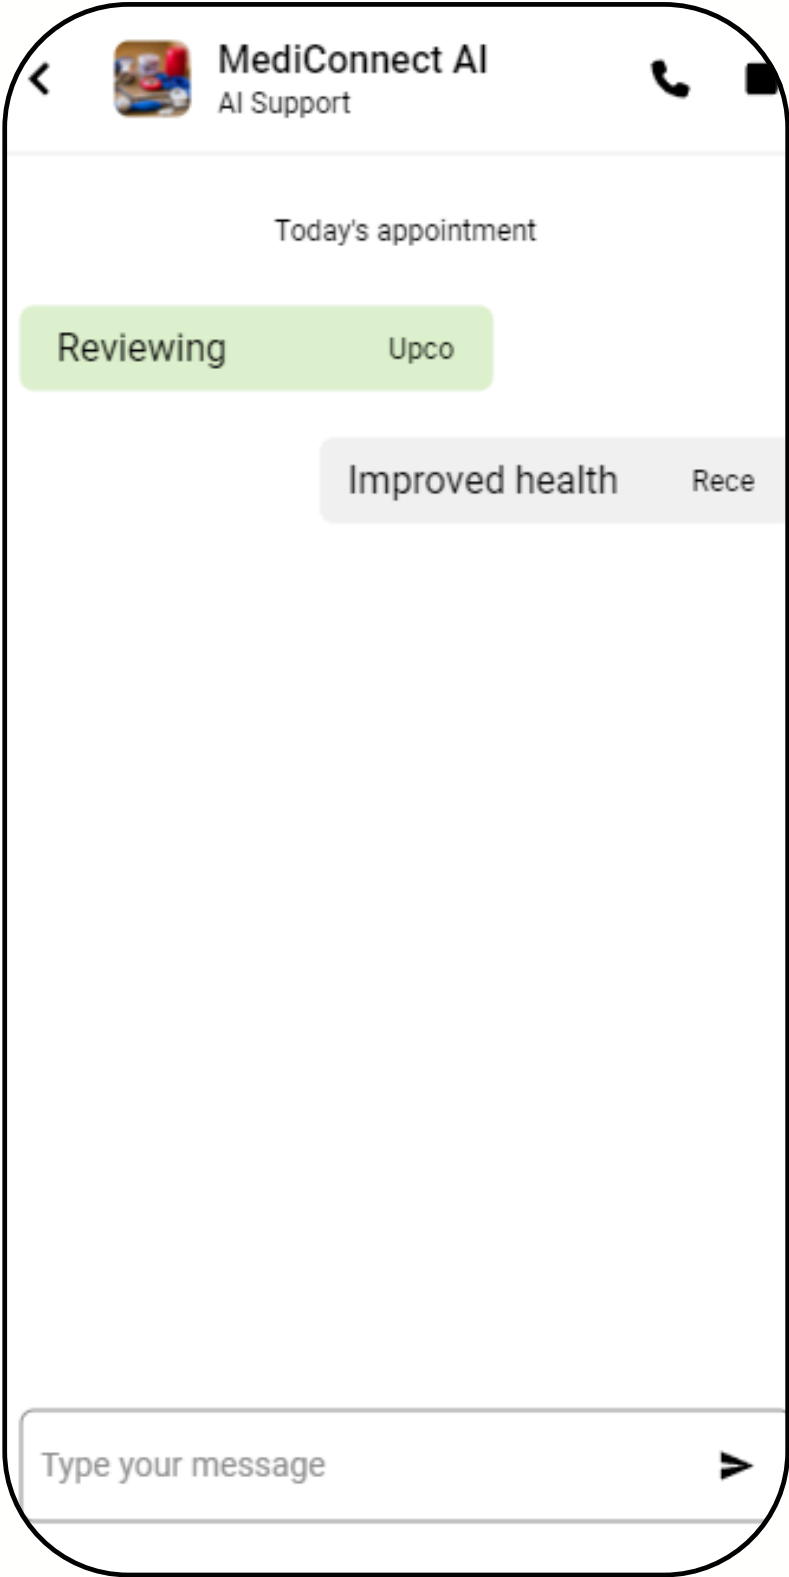 MediConnect AI
AI Support
Today's appointment
Reviewing Upco
Improved health Rece
Type your message